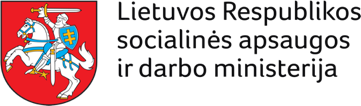 Lietuvos Respublikos
socialinės apsaugos
ir darbo ministerija